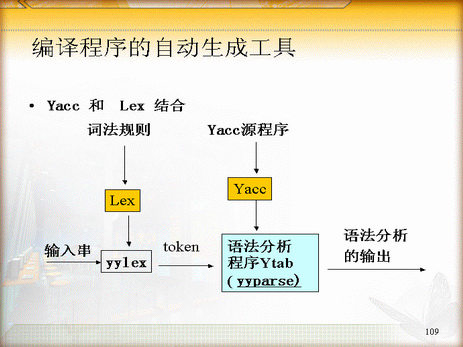 编译程序的自动生成工具
• Yacc 和 Lex 结合
词法规则 Yacc源程序
Lex Yacc
输入串 yylex token
语法分析
程序Ytab
(yyparse)
语法分析
的输出
109